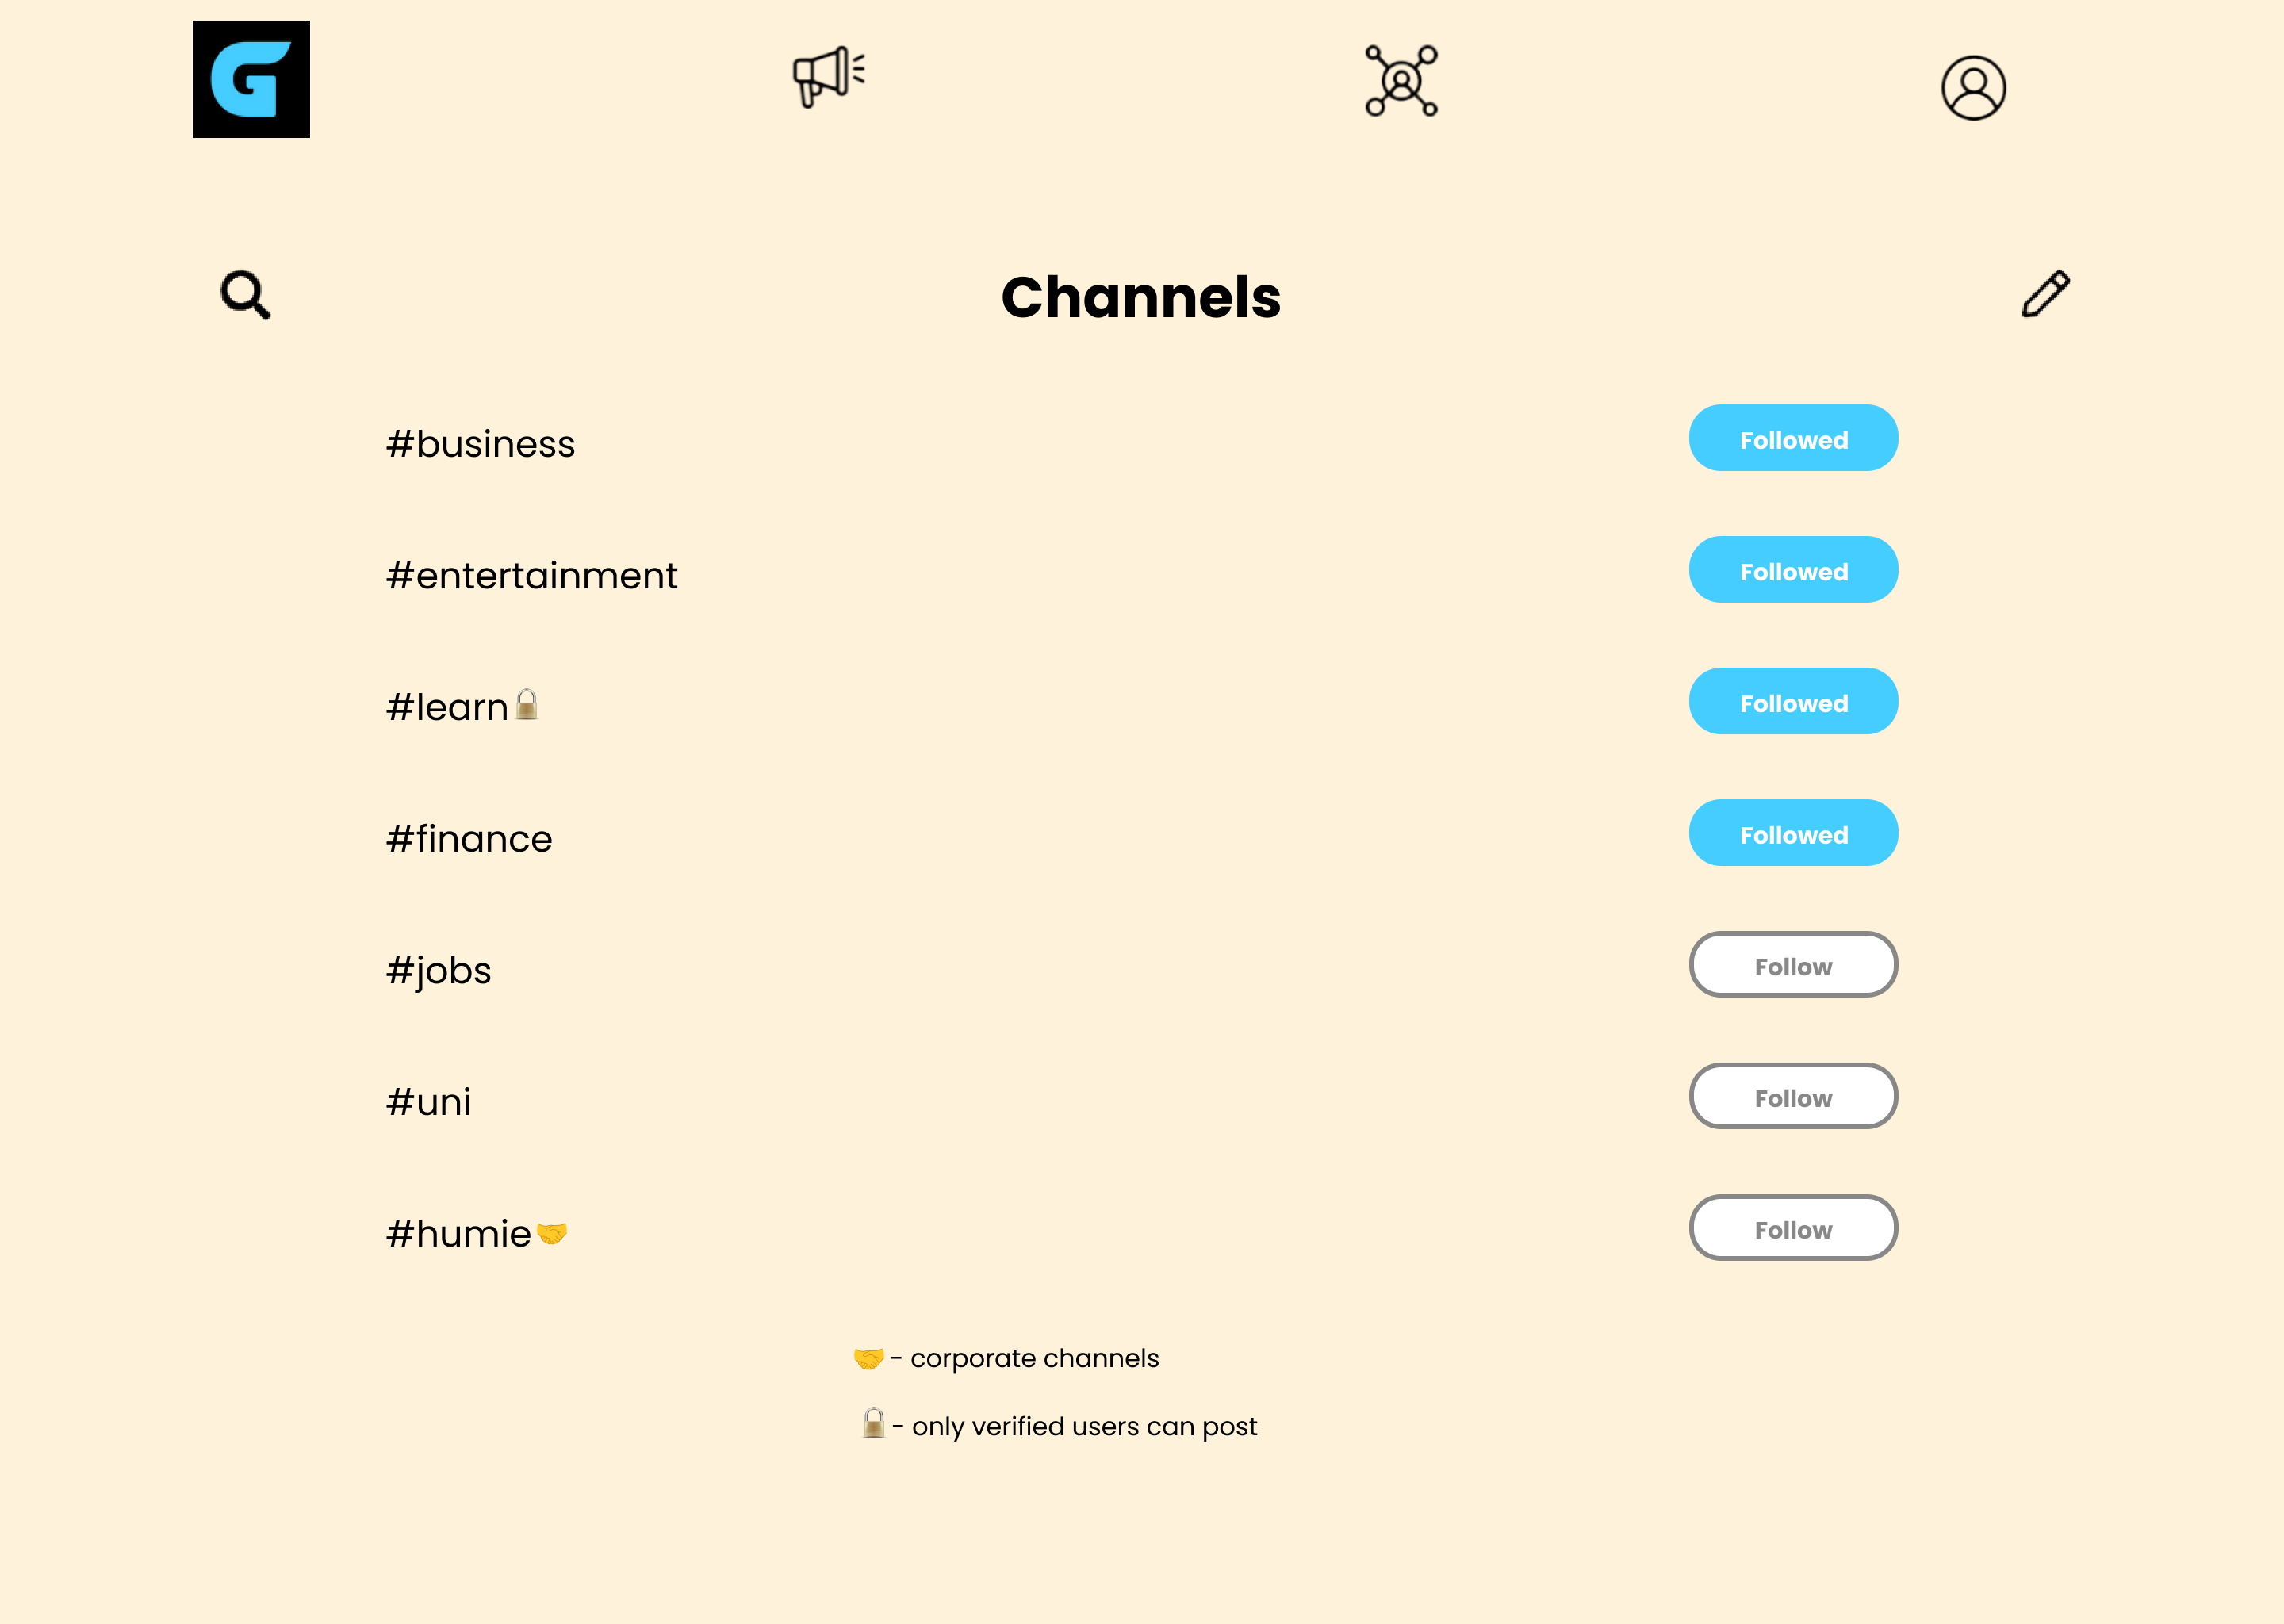 G
Channels
#business
Followed
#entertainment
Followed
#learn🔒
Followed
#finance
Followed
#jobs
Follow
#uni
Follow
#humie🤝
Follow
🤝 - corporate channels
🔒 - only verified users can post